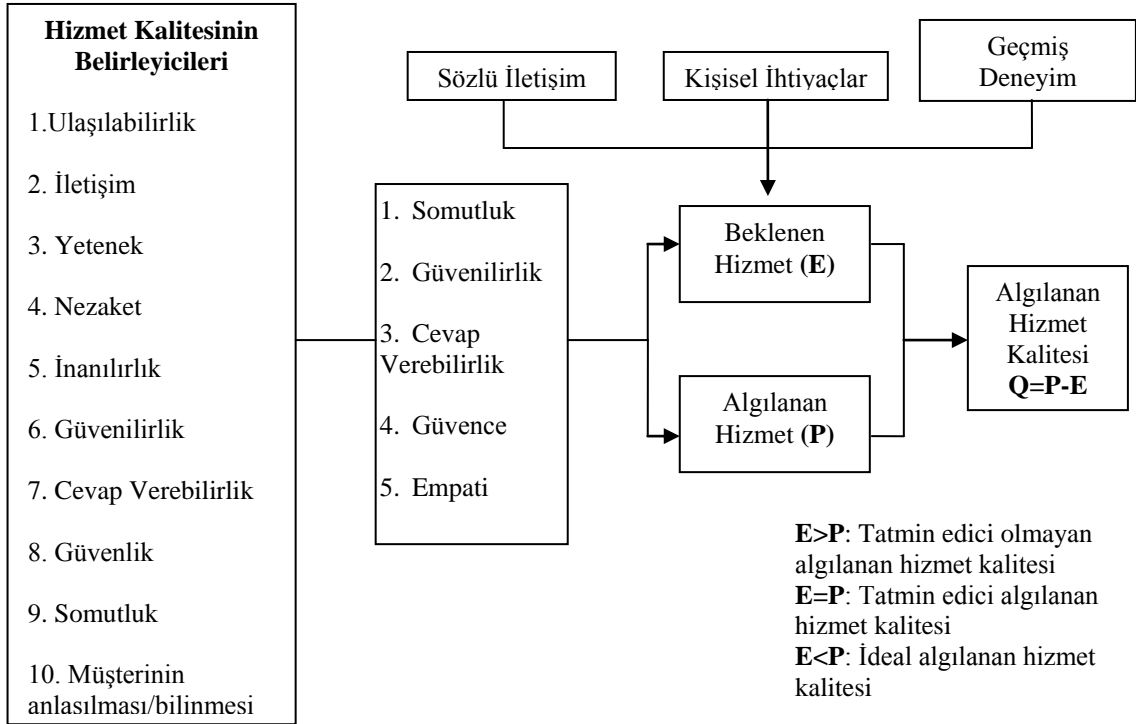 Hizmet Kalitesinin
Belirleyicileri
1.Ulaşılabilirlik
2. İletişim
3. Yetenek
4. Nezaket
5. İnanılırlık
6. Güvenilirlik
7. Cevap Verebilirlik
8. Güvenlik
9. Somutluk
10. Müşterinin
anlasılması/bilinmesi
1. Somutluk
2. Güvenilirlik
3. Cevap
Verebilirlik
4. Güvence
5. Empati
Sözlü İletişim
Kişisel İhtiyaçlar
Geçmiş
Deneyim
Beklenen
Hizmet (E)
Algılanan
Hizmet (P)
Algılanan
Hizmet
Kalitesi
Q=P-E
E>P: Tatmin edici olmayan
algılanan hizmet kalitesi
E=P: Tatmin edici algılanan
hizmet kalitesi
E<P: İdeal algılanan hizmet
kalitesi